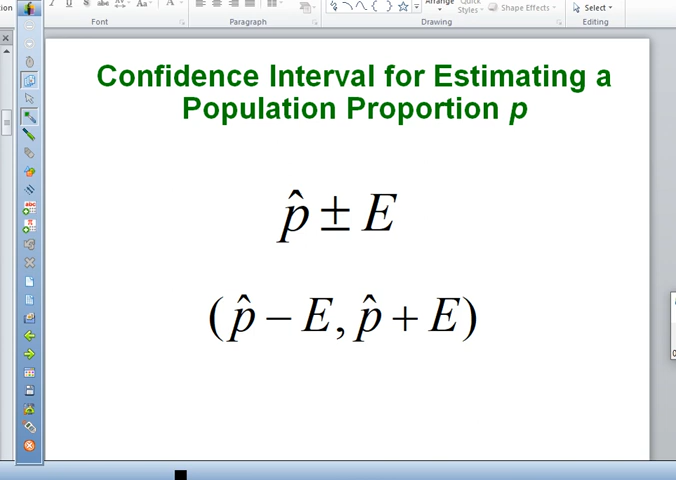 Font
Paragraph
Drawing
Editing
Arrange
Quick
Styles
Shape Effects
Select
Confidence Interval for Estimating a
Population Proportion p
p̂ ± E
(p̂ − E, p̂ + E)